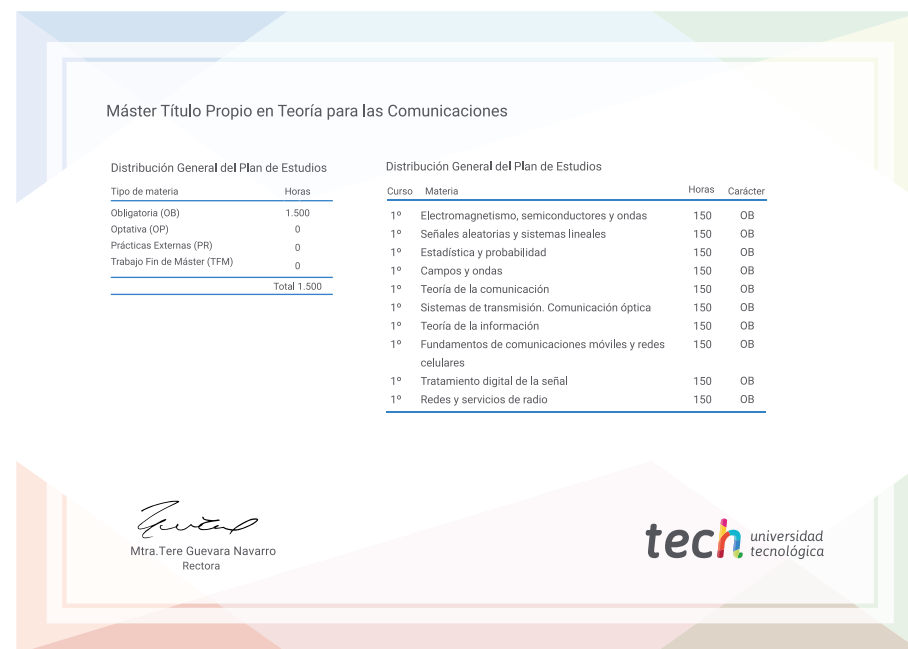 Máster Título Propio en Teoría para las Comunicaciones
Distribución General del Plan de Estudios
Tipo de materia Horas
Obligatoria (OB) 1.500
Optativa (OP) 0
Prácticas Externas (PR) 0
Trabajo Fin de Máster (TFM) 0
Total 1.500
Distribución General del Plan de Estudios
Curso Materia Horas Carácter
1º Electromagnetismo, semiconductores y ondas 150 OB
1º Señales aleatorias y sistemas lineales 150 OB
1º Estadística y probabilidad 150 OB
1º Campos y ondas 150 OB
1º Teoría de la comunicación 150 OB
1º Sistemas de transmisión. Comunicación óptica 150 OB
1º Teoría de la información 150 OB
1º Fundamentos de comunicaciones móviles y redes 150 OB
celulares
1º Tratamiento digital de la señal 150 OB
1º Redes y servicios de radio 150 OB
Mtra.Tere Guevara Navarro
Rectora
tech universidad
tecnológica